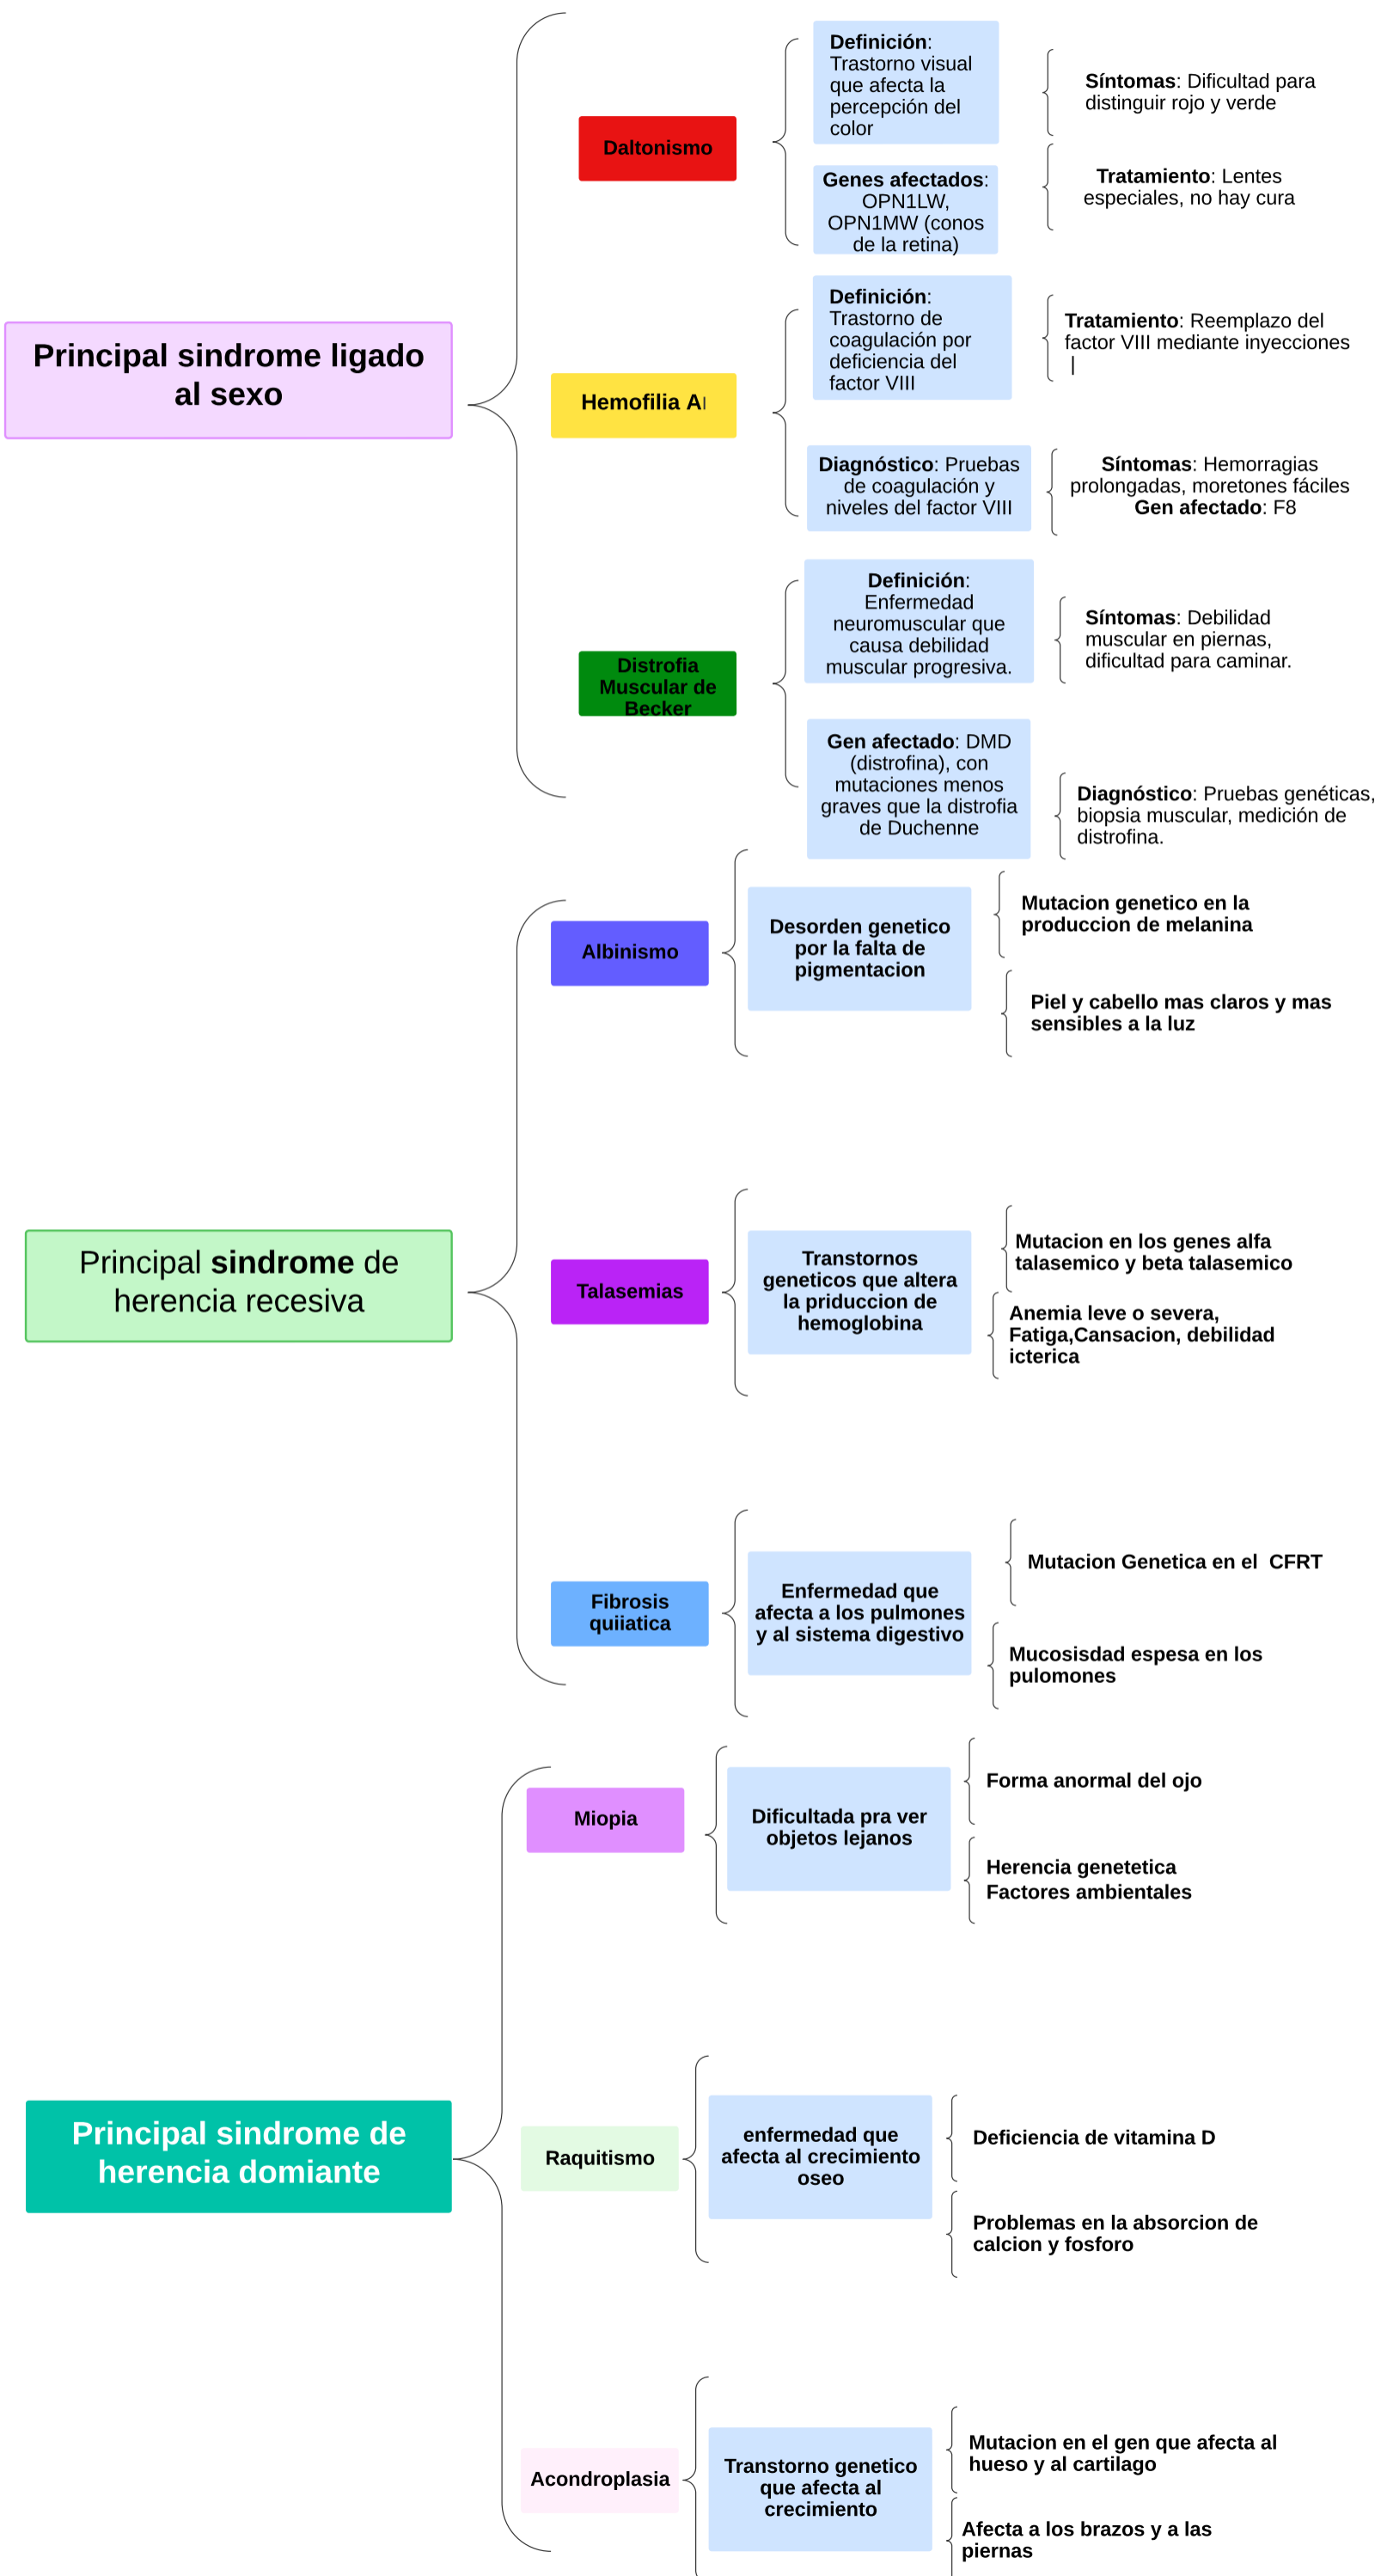 Principal sindrome ligado
al sexo
Daltonismo
Definición:
Trastorno visual
que afecta la
percepción del
color
Síntomas: Dificultad para
distinguir rojo y verde
Genes afectados:
OPN1LW,
OPN1MW (conos
de la retina)
Tratamiento: Lentes
especiales, no hay cura
Hemofilia A|
Definición:
Trastorno de
coagulación por
deficiencia del
factor VIII
Tratamiento: Reemplazo del
factor VIII mediante inyecciones
|
Diagnóstico: Pruebas
de coagulación y
niveles del factor VIII
Síntomas: Hemorragias
prolongadas, moretones fáciles
Gen afectado: F8
Distrofia
Muscular de
Becker
Definición:
Enfermedad
neuromuscular que
causa debilidad
muscular progresiva.
Síntomas: Debilidad
muscular en piernas,
dificultad para caminar.
Gen afectado: DMD
(distrofina), con
mutaciones menos
graves que la distrofia
de Duchenne
Diagnóstico: Pruebas genéticas,
biopsia muscular, medición de
distrofina.
Principal sindrome de
herencia recesiva
Albinismo
Desorden genetico
por la falta de
pigmentacion
Mutacion genetico en la
produccion de melanina
Piel y cabello mas claros y mas
sensibles a la luz
Talasemias
Transtornos
geneticos que altera
la priduccion de
hemoglobina
Mutacion en los genes alfa
talasemico y beta talasemico
Anemia leve o severa,
Fatiga,Cansacion, debilidad
icterica
Fibrosis
quiiatica
Enfermedad que
afecta a los pulmones
y al sistema digestivo
Mutacion Genetica en el  CFRT
Mucosisdad espesa en los
pulomones
Principal sindrome de
herencia domiante
Miopia
Dificultada pra ver
objetos lejanos
Forma anormal del ojo
Herencia genetetica
Factores ambientales
Raquitismo
enfermedad que
afecta al crecimiento
oseo
Deficiencia de vitamina D
Problemas en la absorcion de
calcion y fosforo
Acondroplasia
Transtorno genetico
que afecta al
crecimiento
Mutacion en el gen que afecta al
hueso y al cartilago
Afecta a los brazos y a las
piernas